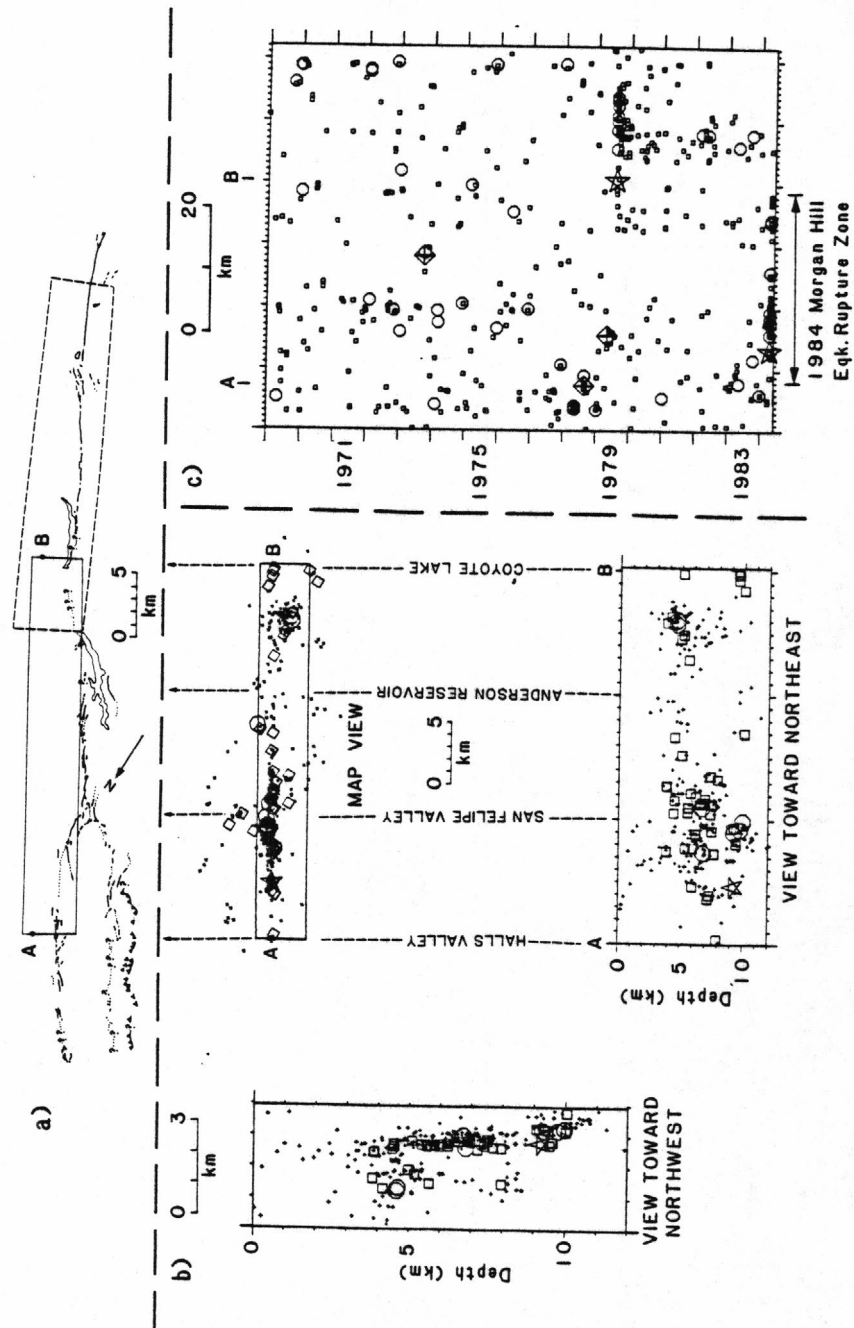 a)
A
B
0 5
km
N
b)
0 3
km
0
5
10
Depth (km)
VIEW TOWARD
NORTHWEST
A
B
MAP VIEW
0 5
km
HALLS VALLEY
SAN FELIPE VALLEY
ANDERSON RESERVOIR
COYOTE LAKE
A
B
0
5
10
Depth (km)
VIEW TOWARD NORTHEAST
c)
0 20
km
A
B
1971
1975
1979
1983
1984 Morgan Hill
Eqk. Rupture Zone